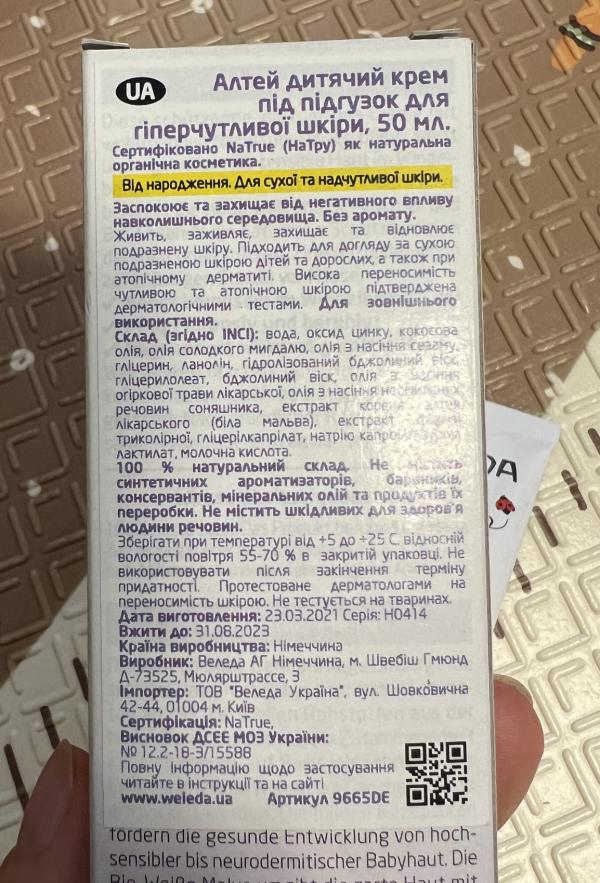 UA
Алтей дитячий крем
під підгузок для
гіперчутливої шкіри, 50 мл.
Сертифіковано NaTrue (НаТру) як натуральна
органічна косметика.
Від народження. Для сухої та надчутливої шкіри.
Заспокоює та захищає від негативного впливу
навколишнього середовища. Без аромату.
Живить, заживляє, захищає та відновлює
подразнену шкіру. Підходить для догляду за сухою
подразненою шкірою дітей та дорослих, а також при
атопічному дерматиті. Висока переносимість
чутливою та атопічною шкірою підтверджена
дерматологічними тестами. Для зовнішнього
використання.
Склад (згідно INCI): вода, оксид цинку, кокосова
олія, олія солодкого мигдалю, олія з насіння сезаму,
гліцерин, ланолін, гідролізований бджолиний віск,
гліцерилолеат, бджолиний віск, олія з насіння
огіркової трави лікарської, олія з насіння
речовин соняшника, екстракт кореня алтея
лікарського (біла мальва), екстракт
триколірної, гліцерілкапрілат, натрію
лактилат, молочна кислота.
100 % натуральний склад. Не містить
синтетичних ароматизаторів, барвників,
консервантів, мінеральних олій та продуктів їх
переробки. Не містить шкідливих для здоров'я
людини речовин.
Зберігати при температурі від +5 до +25 С, відносній
вологості повітря 55-70 % в закритій упаковці. Не
використовувати після закінчення терміну
придатності. Протестоване дерматологами на
переносимість шкірою. Не тестується на тваринах.
Дата виготовлення: 23.03.2021 Серія: H0414
Вжити до: 31.08.2023
Країна виробництва: Німеччина
Виробник: Веледа АГ Німеччина, м. Швебіш Гмюнд
Д-73525, Мюлярштрассе, 3
Імпортер: ТОВ "Веледа Україна", вул. Шовковична
42-44, 01004 м. Київ
Сертифікація: NaTrue,
Висновок ДСЕЕ МОЗ України:
№ 12.2-18-3/15588
Повну інформацію щодо застосування
читайте в інструкції та на сайті
www.weleda.ua Артикул 9665DE
fördern die gesunde Entwicklung von hoch-
sensibler bis neurodermitischer Babyhaut. Die
DA